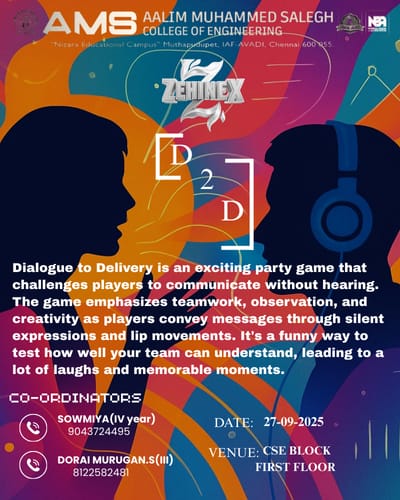 AMS AALIM MUHAMMED SALEGH
COLLEGE OF ENGINEERING
"Nizara Educational Campus" Muthapudupet, IAF-AVADI, Chennai 600 055.
NBA
ZEHINEX
D
2
D
Dialogue to Delivery is an exciting party game that
challenges players to communicate without hearing.
The game emphasizes teamwork, observation, and
creativity as players convey messages through silent
expressions and lip movements. It's a funny way to
test how well your team can understand, leading to a
lot of laughs and memorable moments.
CO-ORDINATORS
SOWMIYA(IV year)
9043724495
DORAI MURUGAN.S(III)
8122582481
DATE: 27-09-2025
VENUE: CSE BLOCK
FIRST FLOOR